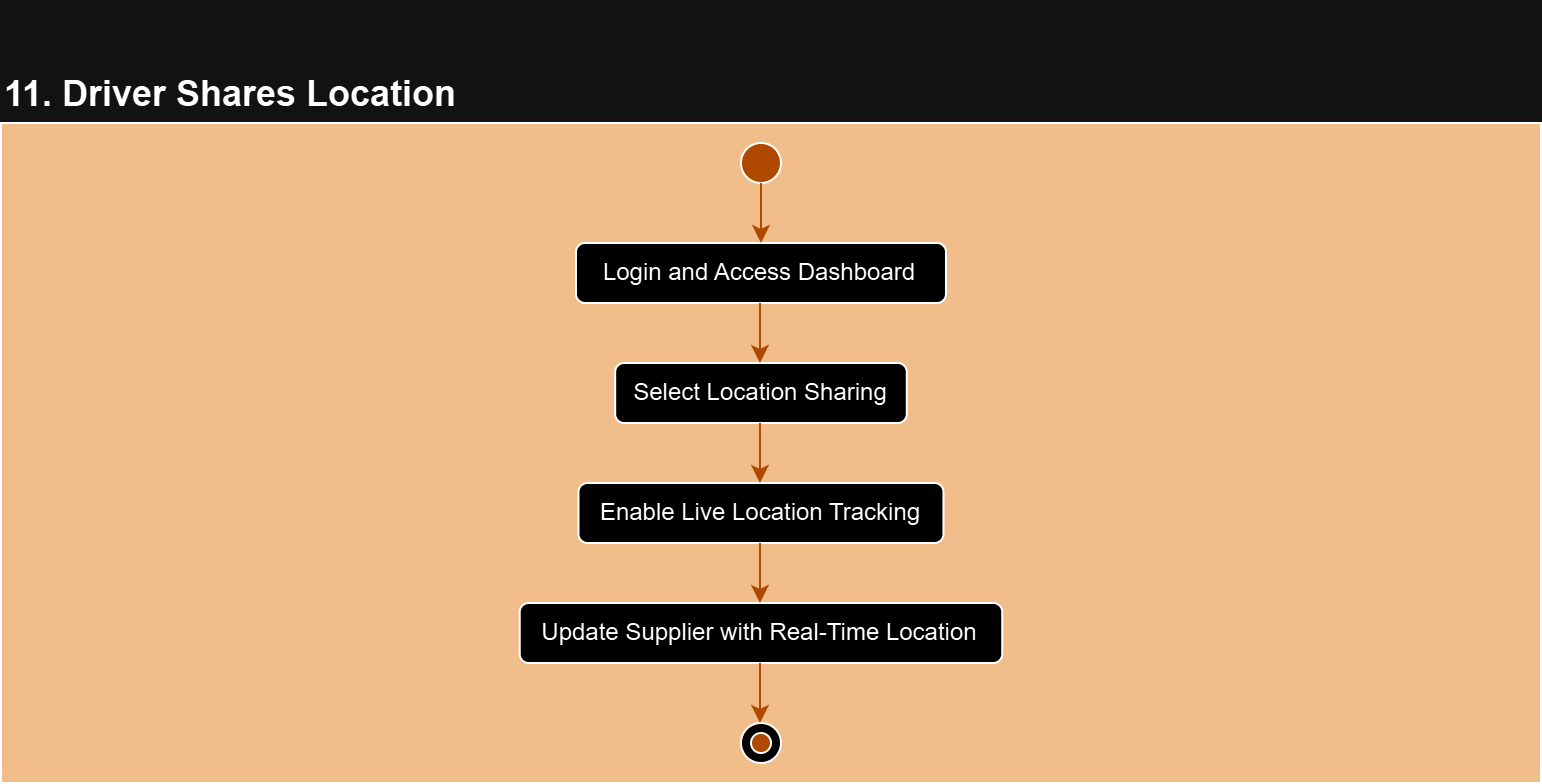 11. Driver Shares Location
Login and Access Dashboard
Select Location Sharing
Enable Live Location Tracking
Update Supplier with Real-Time Location